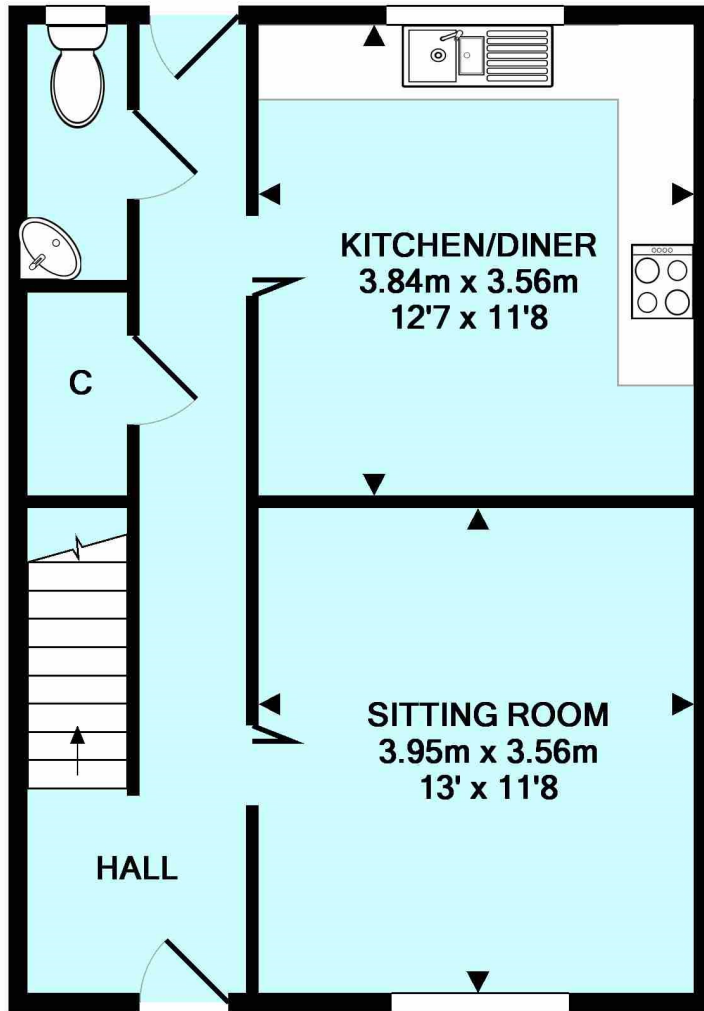 KITCHEN/DINER
3.84m x 3.56m
12'7 x 11'8
C
SITTING ROOM
3.95m x 3.56m
13' x 11'8
HALL